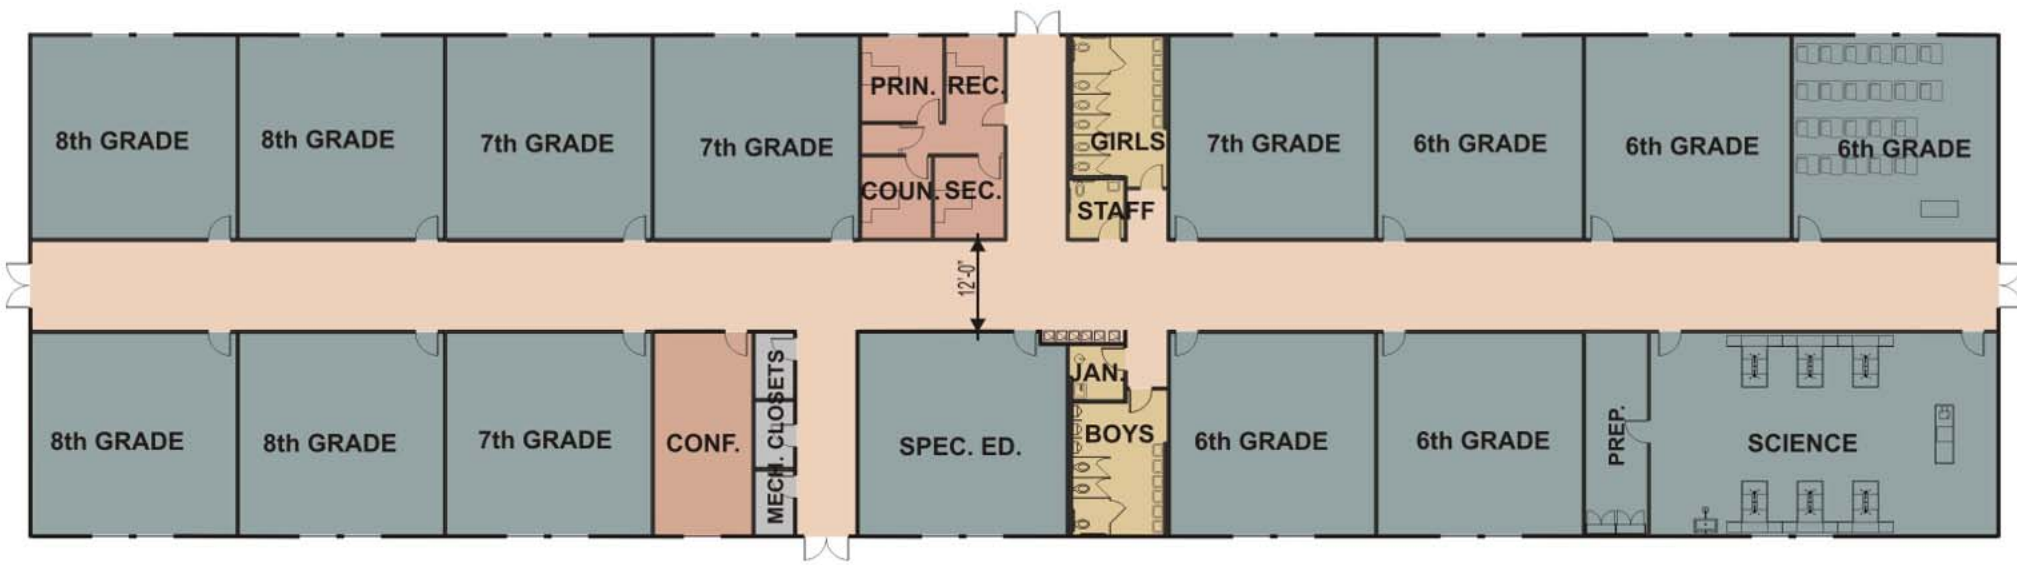 8th GRADE
8th GRADE
7th GRADE
7th GRADE
PRIN.
REC.
COUN.
SEC.
GIRLS
STAFF
7th GRADE
6th GRADE
6th GRADE
6th GRADE
12'-0"
8th GRADE
8th GRADE
7th GRADE
CONF.
MECH. CLOSETS
SPEC. ED.
JAN.
BOYS
6th GRADE
6th GRADE
PREP.
SCIENCE